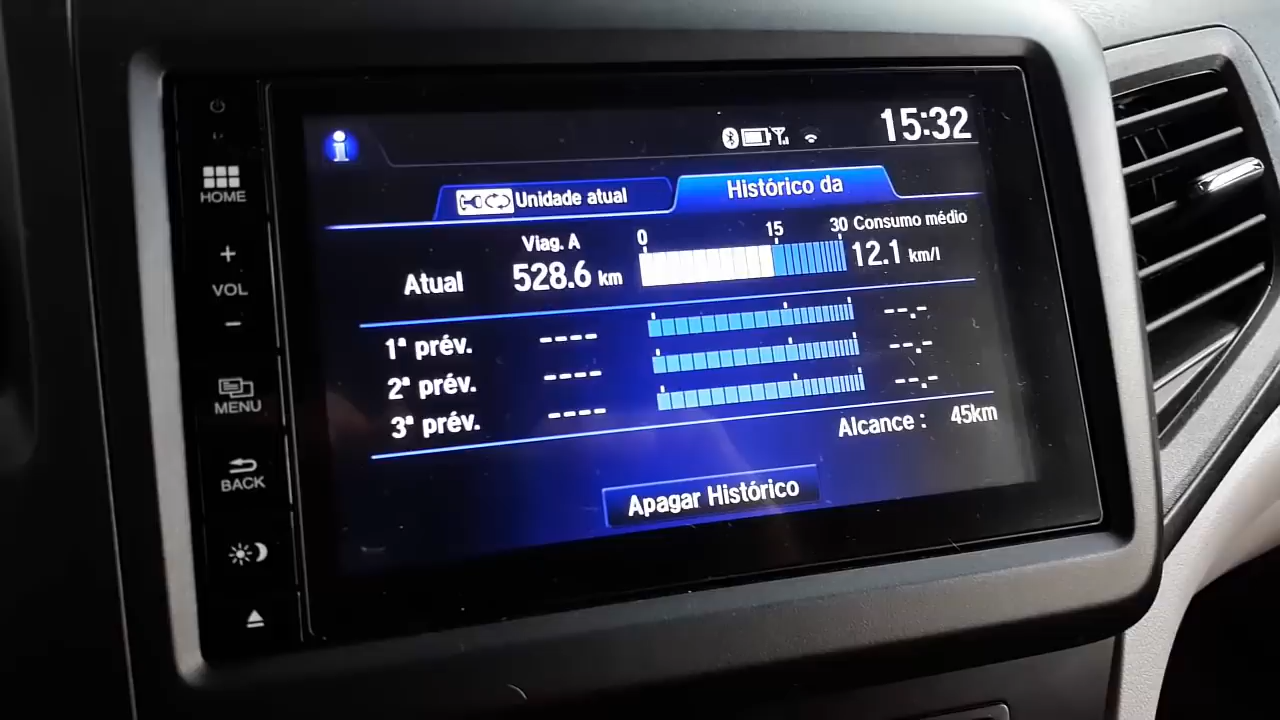 15:32
HOME
+
VOL
−
MENU
BACK
Unidade atual
Histórico da
Viag. A
0 15 30 Consumo médio
Atual 528.6 km 12.1 km/l
1ª prév. ---- --.-
2ª prév. ---- --.-
3ª prév. ---- --.-
Alcance : 45km
Apagar Histórico